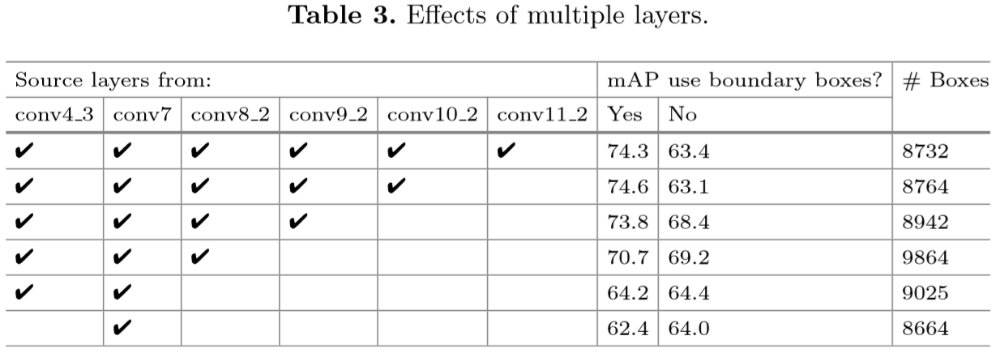 Table 3. Effects of multiple layers.
Source layers from: mAP use boundary boxes? # Boxes
conv4_3 conv7 conv8_2 conv9_2 conv10_2 conv11_2 Yes No
✔ ✔ ✔ ✔ ✔ ✔ 74.3 63.4 8732
✔ ✔ ✔ ✔ ✔ 74.6 63.1 8764
✔ ✔ ✔ ✔ 73.8 68.4 8942
✔ ✔ ✔ 70.7 69.2 9864
✔ ✔ 64.2 64.4 9025
✔ 62.4 64.0 8664